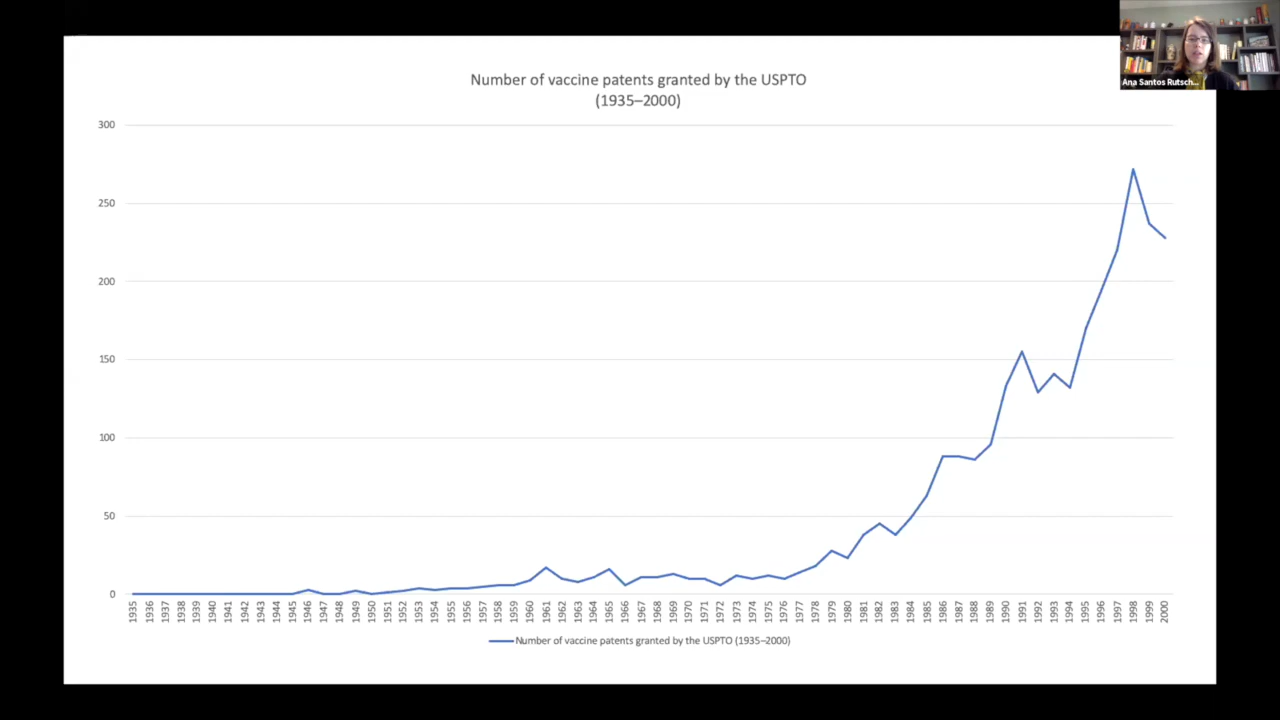 Number of vaccine patents granted by the USPTO
(1935–2000)
Ana Santos Rutsch...
300
250
200
150
100
50
0
1935 1936 1937 1938 1939 1940 1941 1942 1943 1944 1945 1946 1947 1948 1949 1950 1951 1952 1953 1954 1955 1956 1957 1958 1959 1960 1961 1962 1963 1964 1965 1966 1967 1968 1969 1970 1971 1972 1973 1974 1975 1976 1977 1978 1979 1980 1981 1982 1983 1984 1985 1986 1987 1988 1989 1990 1991 1992 1993 1994 1995 1996 1997 1998 1999 2000
Number of vaccine patents granted by the USPTO (1935–2000)